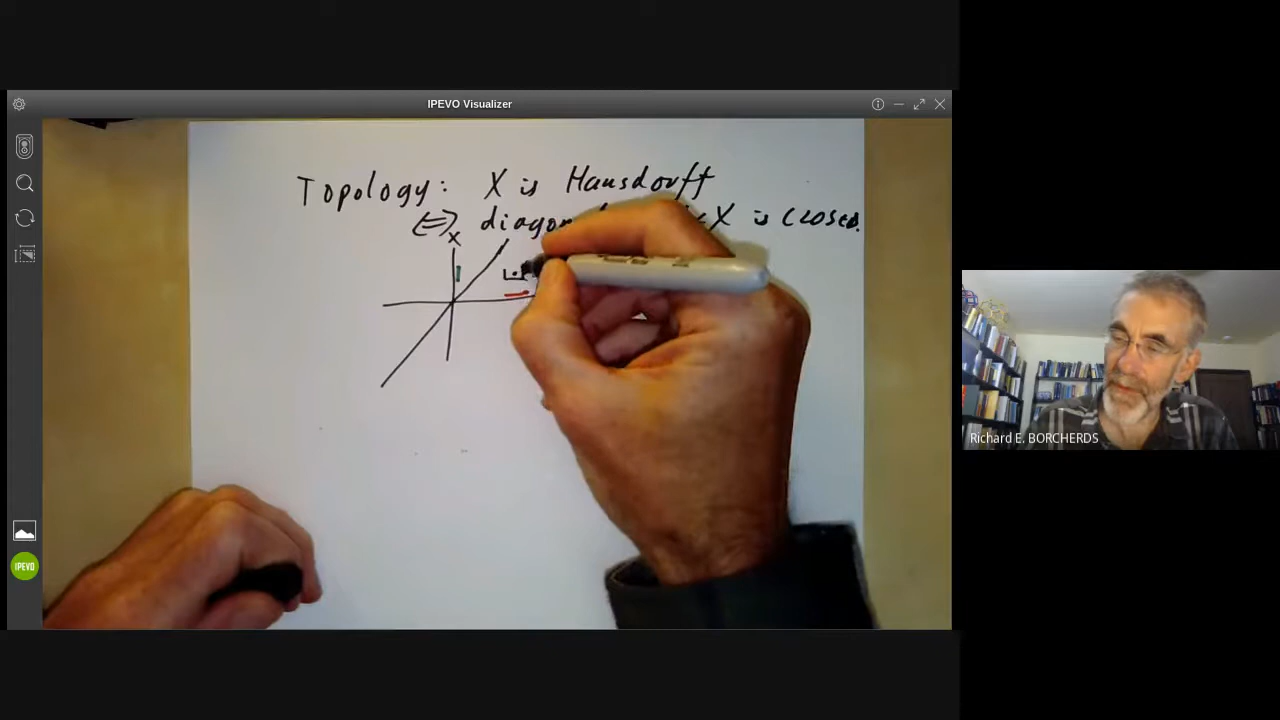 IPEVO Visualizer
Topology: X is Hausdorff
⇔ diagon X is closed.
X
IPEVO
Richard E. BORCHERDS